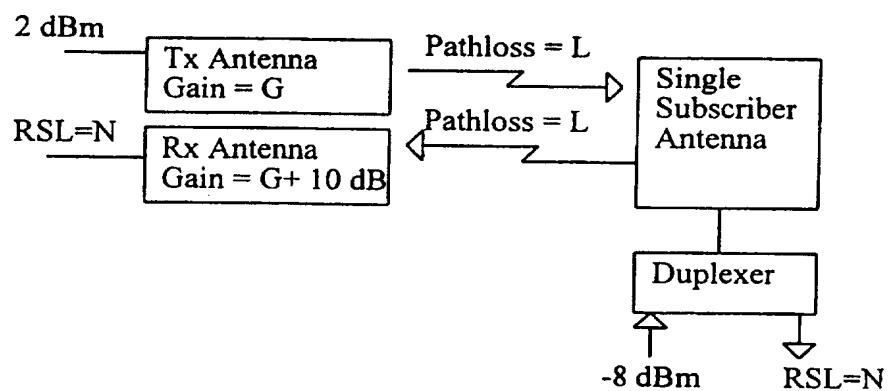 2 dBm
Tx Antenna
Gain = G
Pathloss = L
Single
Subscriber
Antenna
RSL=N
Rx Antenna
Gain = G+ 10 dB
Pathloss = L
Duplexer
-8 dBm
RSL=N